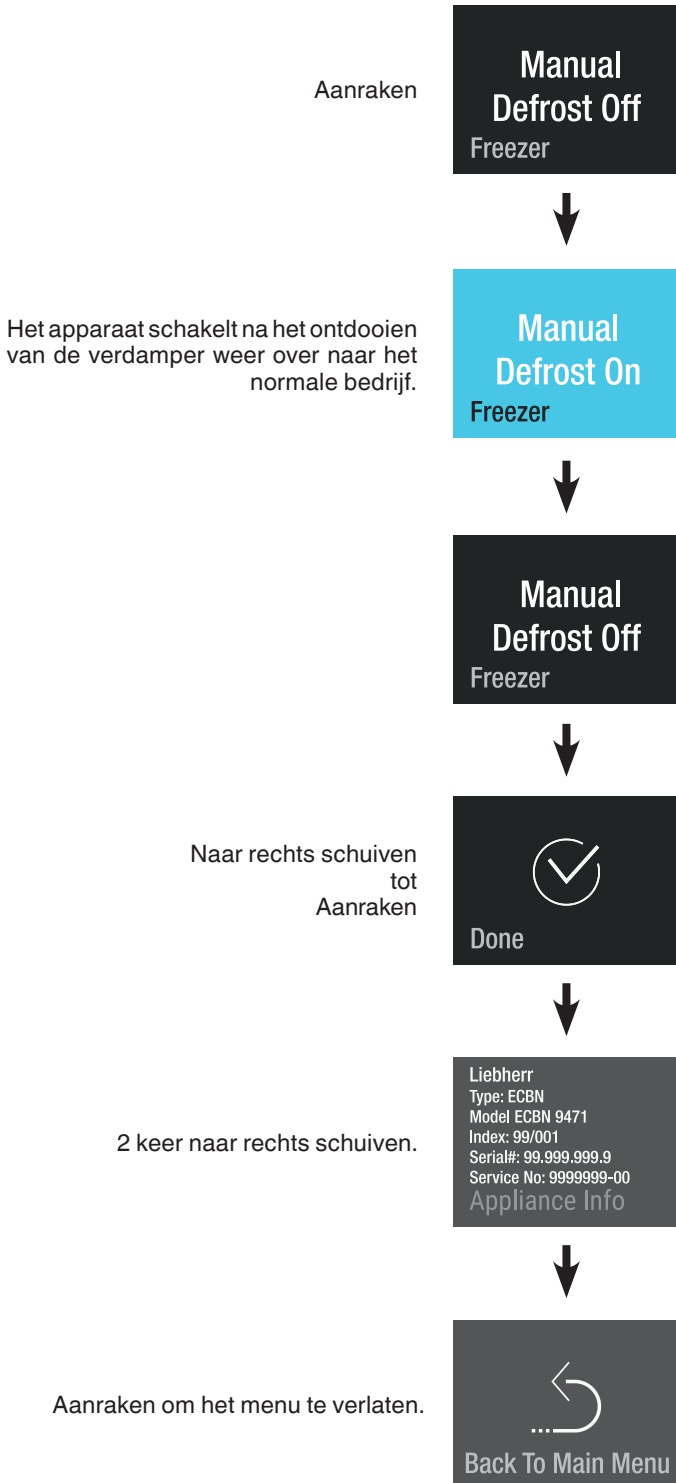 Aanraken
Manual
Defrost Off
Freezer
Het apparaat schakelt na het ontdooien
van de verdamper weer over naar het
normale bedrijf.
Manual
Defrost On
Freezer
Manual
Defrost Off
Freezer
Naar rechts schuiven
tot
Aanraken
Done
2 keer naar rechts schuiven.
Liebherr
Type: ECBN
Model ECBN 9471
Index: 99/001
Serial#: 99.999.999.9
Service No: 9999999-00
Appliance Info
Aanraken om het menu te verlaten.
Back To Main Menu